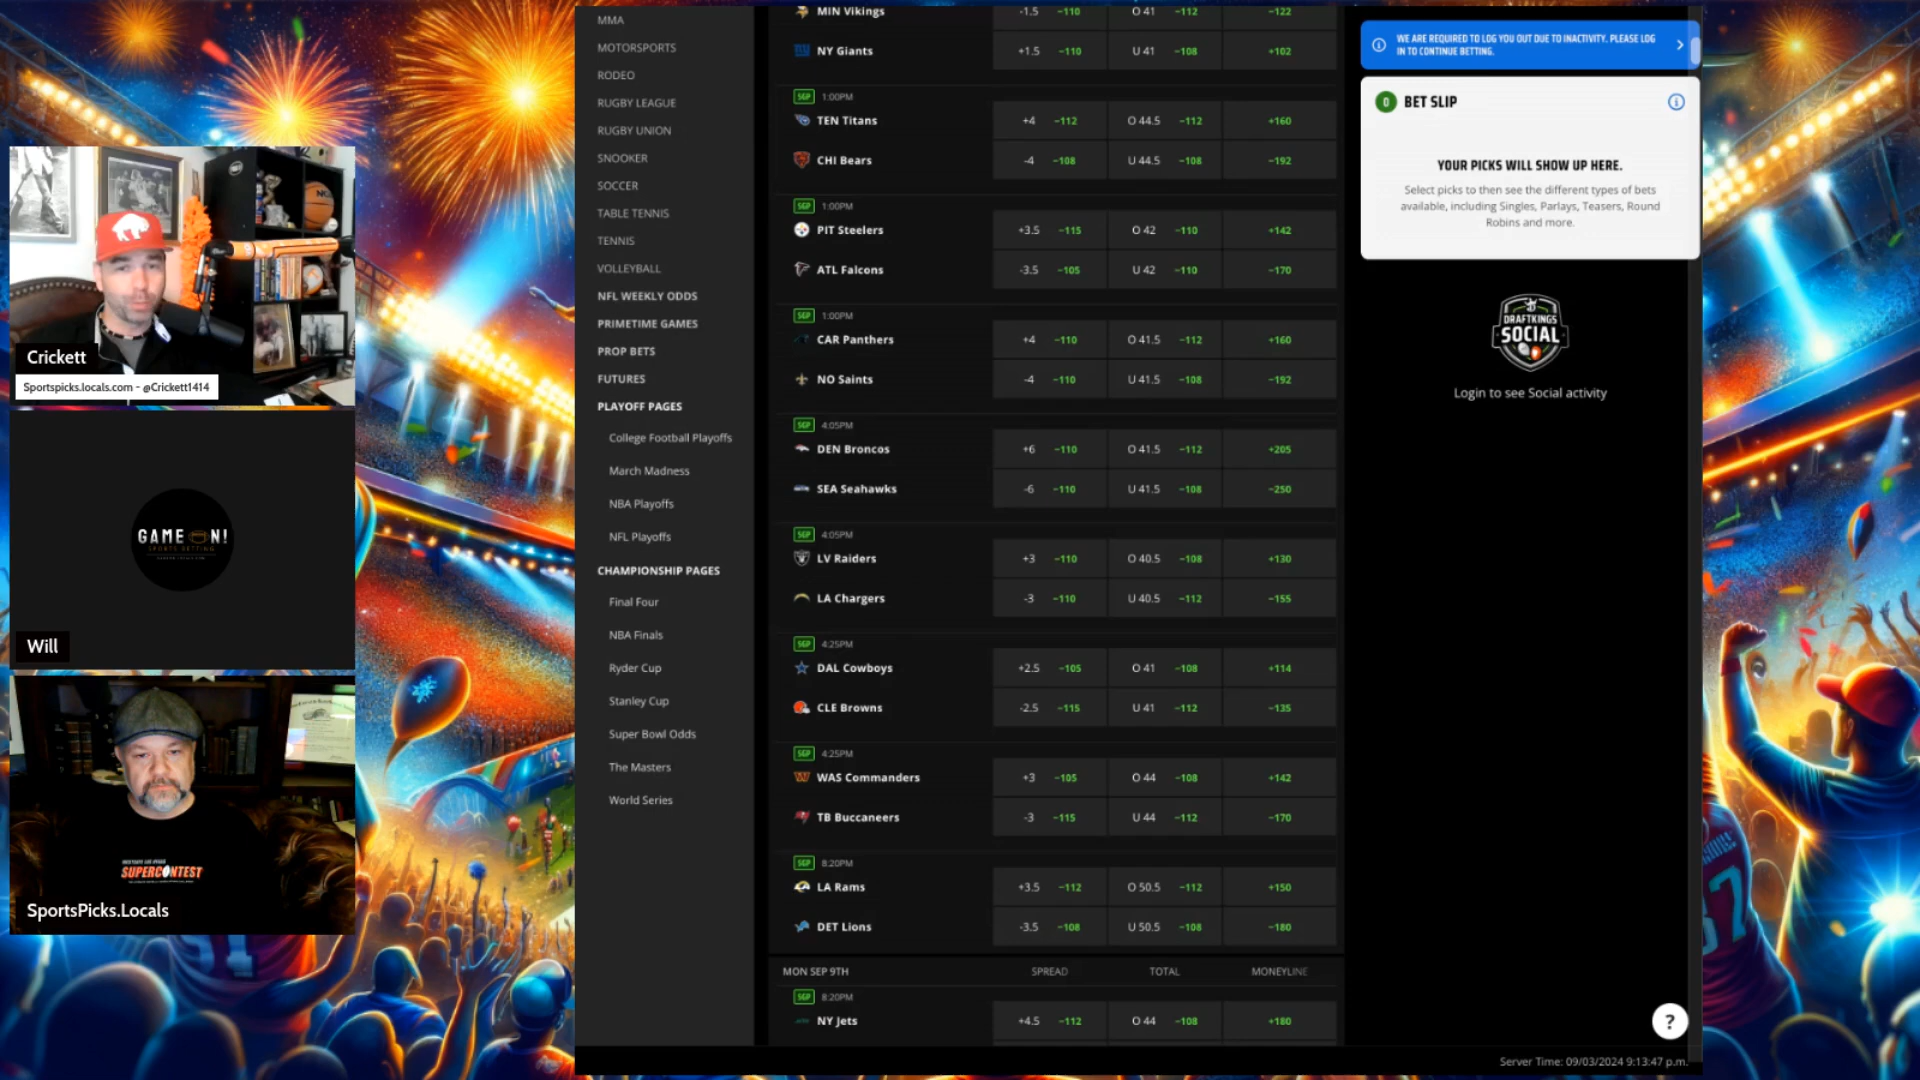 Crickett
Sportspicks.locals.com - @Crickett1414
GAME ON!
SPORTS BETTING
Will
SUPERCONTEST
SportsPicks.Locals
MMA
MOTORSPORTS
RODEO
RUGBY LEAGUE
RUGBY UNION
SNOOKER
SOCCER
TABLE TENNIS
TENNIS
VOLLEYBALL
NFL WEEKLY ODDS
PRIMETIME GAMES
PROP BETS
FUTURES
PLAYOFF PAGES
College Football Playoffs
March Madness
NBA Playoffs
NFL Playoffs
CHAMPIONSHIP PAGES
Final Four
NBA Finals
Ryder Cup
Stanley Cup
Super Bowl Odds
The Masters
World Series
MIN Vikings -1.5 -110 O 41 -112 -122
NY Giants +1.5 -110 U 41 -108 +102
SGP 1:00PM
TEN Titans +4 -112 O 44.5 -112 +160
CHI Bears -4 -108 U 44.5 -108 -192
SGP 1:00PM
PIT Steelers +3.5 -115 O 42 -110 +142
ATL Falcons -3.5 -105 U 42 -110 -170
SGP 1:00PM
CAR Panthers +4 -110 O 41.5 -112 +160
NO Saints -4 -110 U 41.5 -108 -192
SGP 4:05PM
DEN Broncos +6 -110 O 41.5 -112 +205
SEA Seahawks -6 -110 U 41.5 -108 -250
SGP 4:05PM
LV Raiders +3 -110 O 40.5 -108 +130
LA Chargers -3 -110 U 40.5 -112 -155
SGP 4:25PM
DAL Cowboys +2.5 -105 O 41 -108 +114
CLE Browns -2.5 -115 U 41 -112 -135
SGP 4:25PM
WAS Commanders +3 -105 O 44 -108 +142
TB Buccaneers -3 -115 U 44 -112 -170
SGP 8:20PM
LA Rams +3.5 -112 O 50.5 -112 +150
DET Lions -3.5 -108 U 50.5 -108 -180
MON SEP 9TH SPREAD TOTAL MONEYLINE
SGP 8:20PM
NY Jets +4.5 -112 O 44 -108 +180
WE ARE REQUIRED TO LOG YOU OUT DUE TO INACTIVITY. PLEASE LOG
IN TO CONTINUE BETTING.
0 BET SLIP
YOUR PICKS WILL SHOW UP HERE.
Select picks to then see the different types of bets
available, including Singles, Parlays, Teasers, Round
Robins and more.
DRAFTKINGS
SOCIAL
Login to see Social activity
?
Server Time: 09/03/2024 9:13:47 p.m.